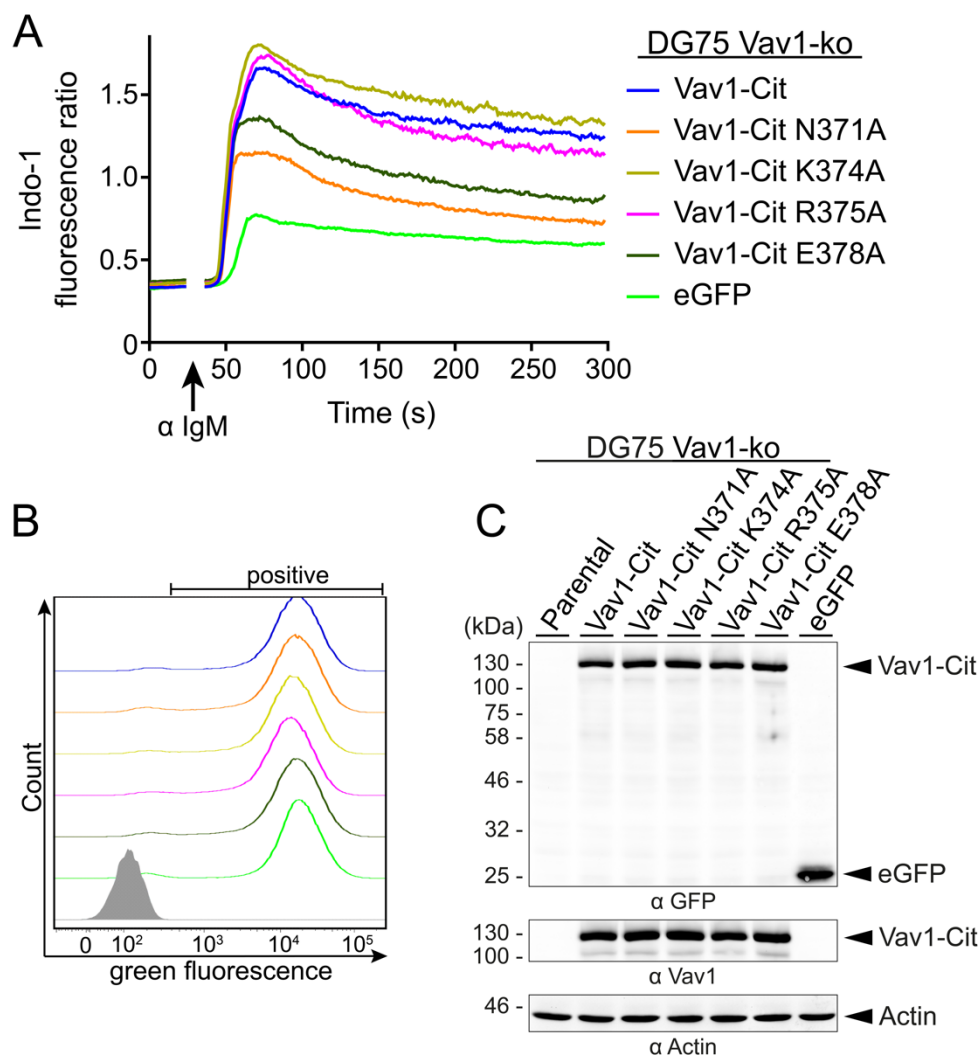 A
DG75 Vav1-ko
Vav1-Cit
Vav1-Cit N371A
Vav1-Cit K374A
Vav1-Cit R375A
Vav1-Cit E378A
eGFP
Indo-1
fluorescence ratio
1.5
1.0
0.5
0
0 50 100 150 200 250 300
α IgM
Time (s)
B
positive
Count
0 10² 10³ 10⁴ 10⁵
green fluorescence
C
DG75 Vav1-ko
Parental
Vav1-Cit
Vav1-Cit N371A
Vav1-Cit K374A
Vav1-Cit R375A
Vav1-Cit E378A
eGFP
(kDa)
130 -
100 -
75 -
58 -
46 -
32 -
25 -
Vav1-Cit
eGFP
α GFP
130 -
100 -
Vav1-Cit
α Vav1
46 -
Actin
α Actin